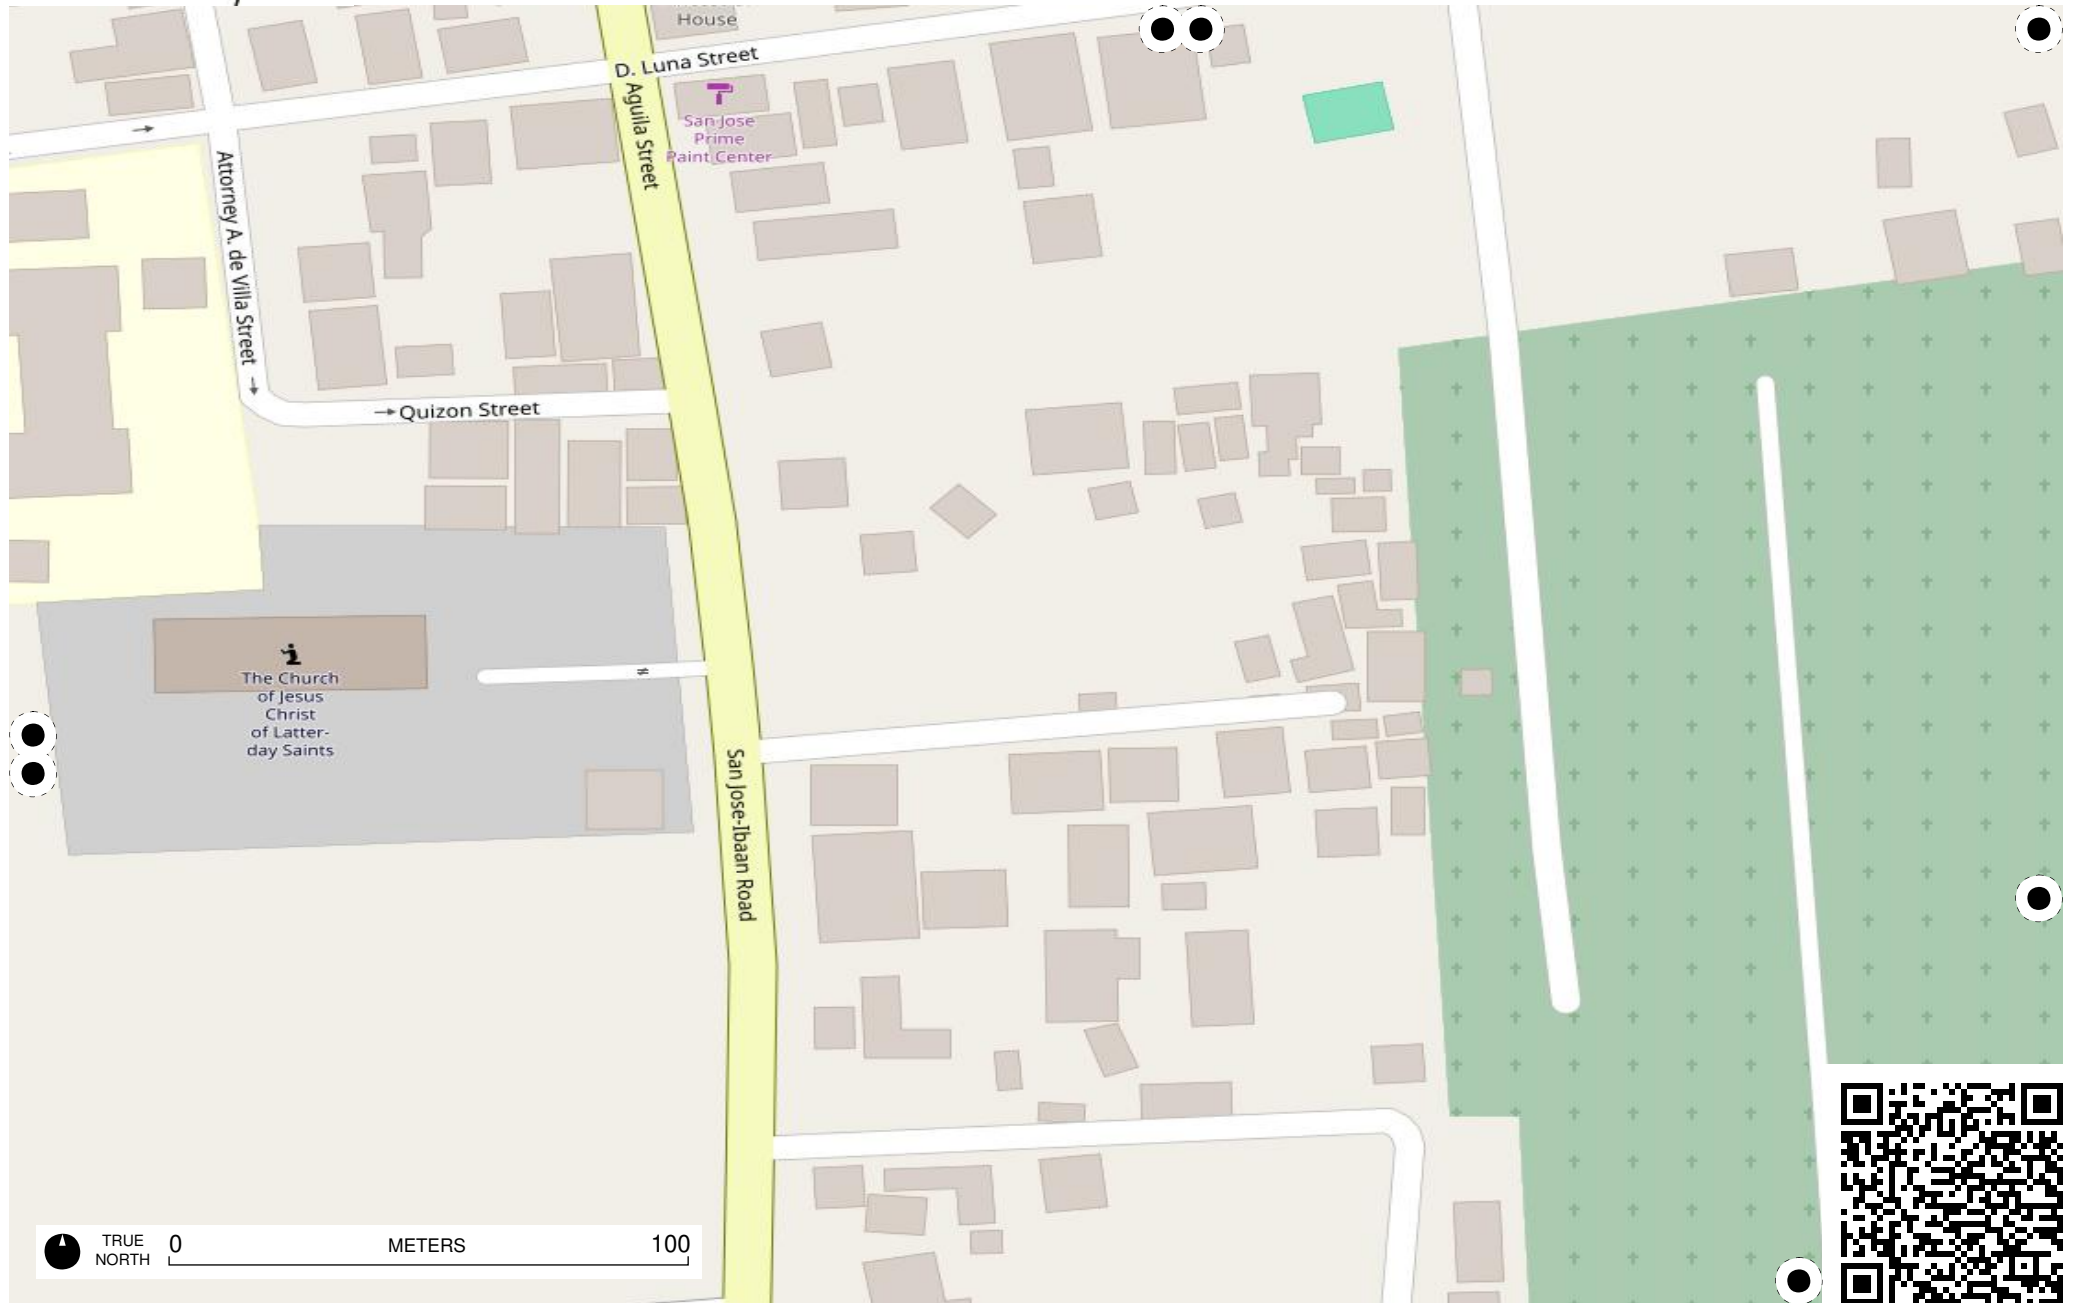 House
D. Luna Street
Aguila Street
San Jose
Prime
Paint Center
Attorney A. de Villa Street
Quizon Street
The Church
of Jesus
Christ
of Latter-
day Saints
San Jose-Ibaan Road
TRUE
NORTH
0
METERS
100